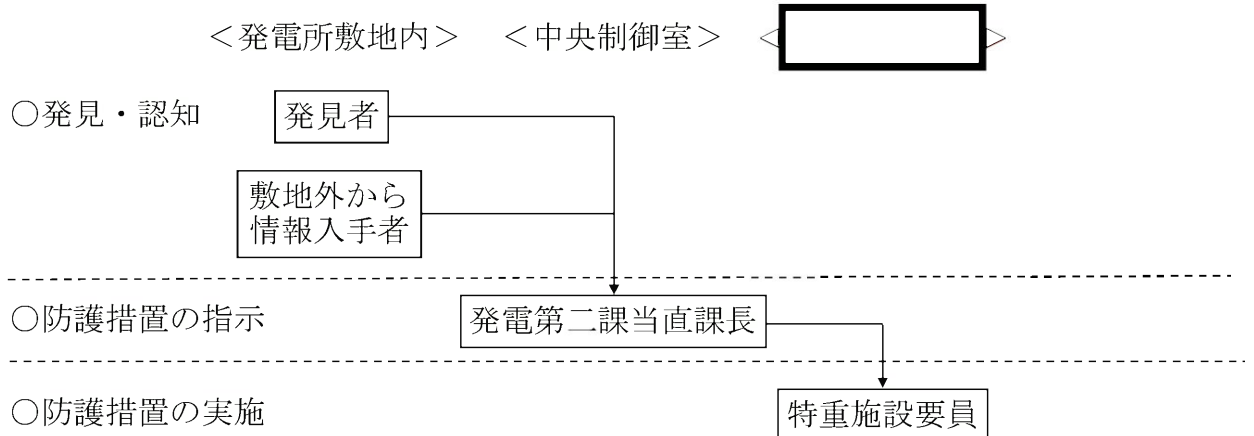 ＜発電所敷地内＞ ＜中央制御室＞ ＜ ＞
○発見・認知 発見者
敷地外から
情報入手者
○防護措置の指示 発電第二課当直課長
○防護措置の実施 特重施設要員